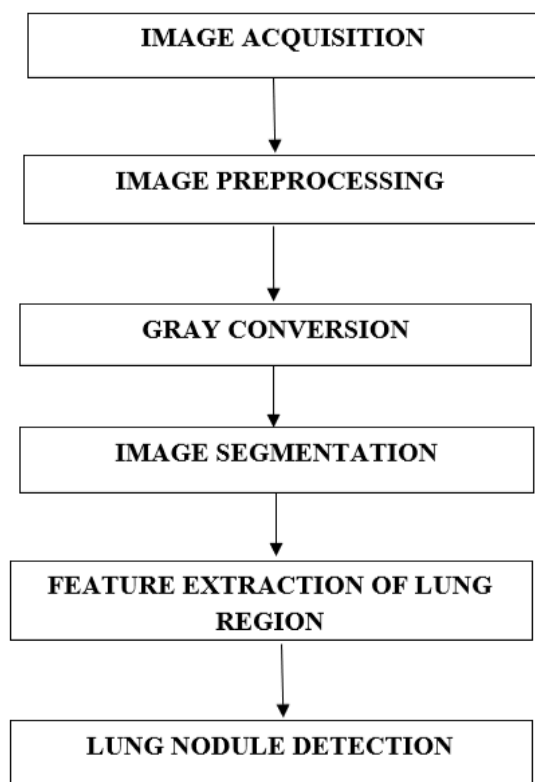 IMAGE ACQUISITION
IMAGE PREPROCESSING
GRAY CONVERSION
IMAGE SEGMENTATION
FEATURE EXTRACTION OF LUNG
REGION
LUNG NODULE DETECTION